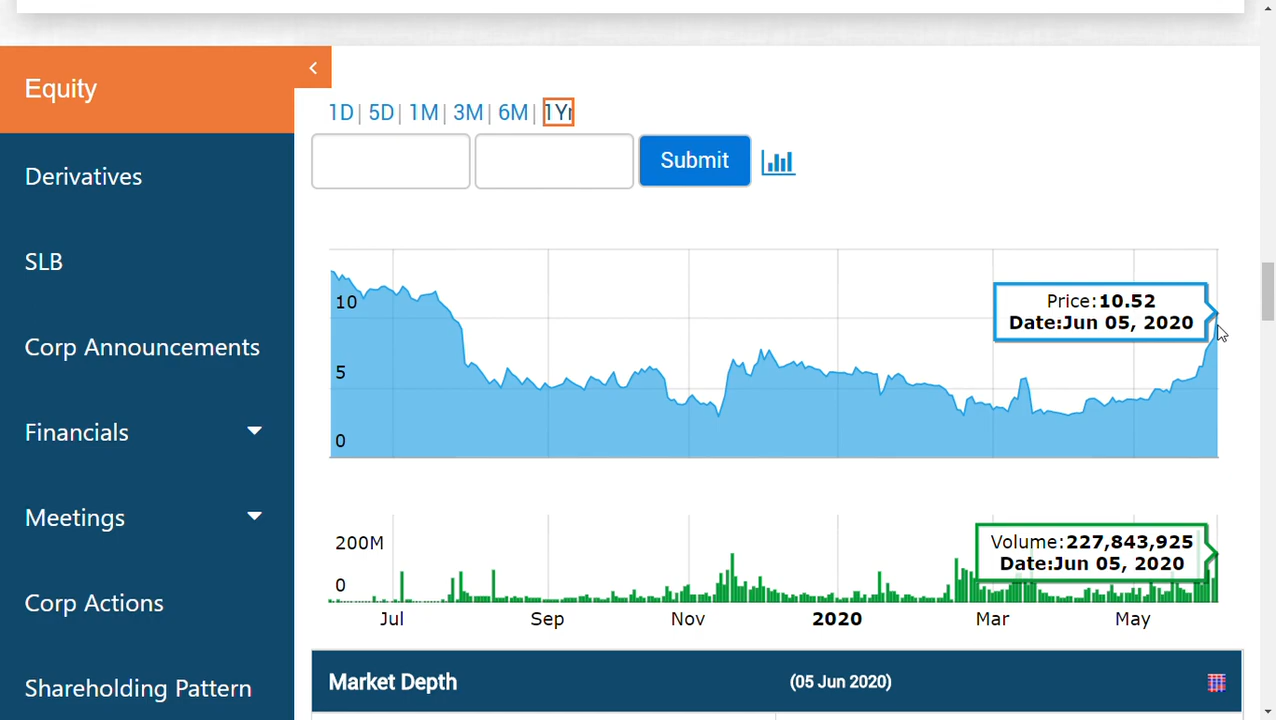 Equity
Derivatives
SLB
Corp Announcements
Financials
Meetings
Corp Actions
Shareholding Pattern
1D| 5D| 1M| 3M| 6M| 1Yr
Submit
10
5
0
Price:10.52
Date:Jun 05, 2020
200M
0
Volume:227,843,925
Date:Jun 05, 2020
Jul Sep Nov 2020 Mar May
Market Depth (05 Jun 2020)